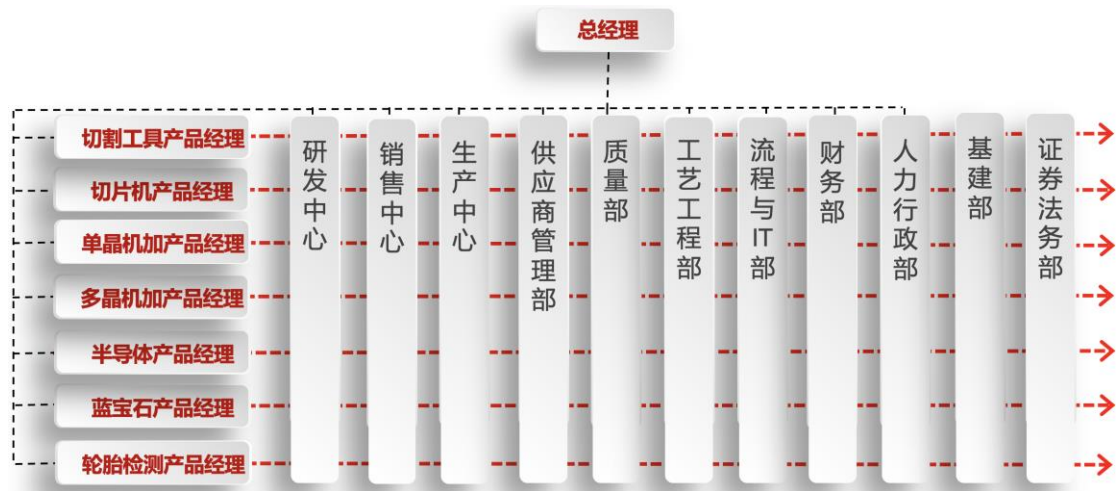 总经理
切割工具产品经理
切片机产品经理
单晶机加产品经理
多晶机加产品经理
半导体产品经理
蓝宝石产品经理
轮胎检测产品经理
研发中心
销售中心
生产中心
供应商管理部
质量部
工艺工程部
流程与IT部
财务部
人力行政部
基建部
证券法务部